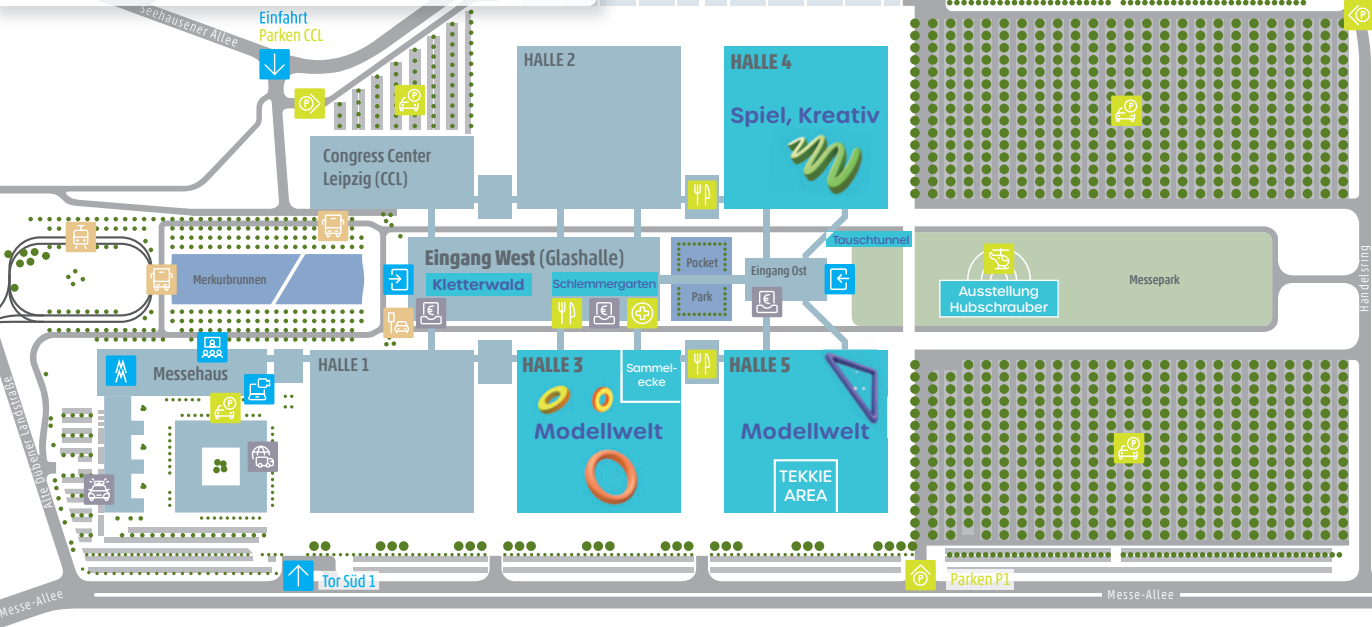 Seehausener Allee
Einfahrt
Parken CCL
HALLE 2
HALLE 4
Spiel, Kreativ
Congress Center
Leipzig (CCL)
Merkurbrunnen
Eingang West (Glashalle)
Kletterwald
Schlemmergarten
Pocket
Park
Eingang Ost
Tauschtunnel
Ausstellung
Hubschrauber
Messepark
Handelsring
Messehaus
HALLE 1
HALLE 3
Sammel-
ecke
Modellwelt
HALLE 5
Modellwelt
TEKKIE
AREA
Alte Dübener Landstraße
Tor Süd 1
Parken P1
Messe-Allee
Messe-Allee